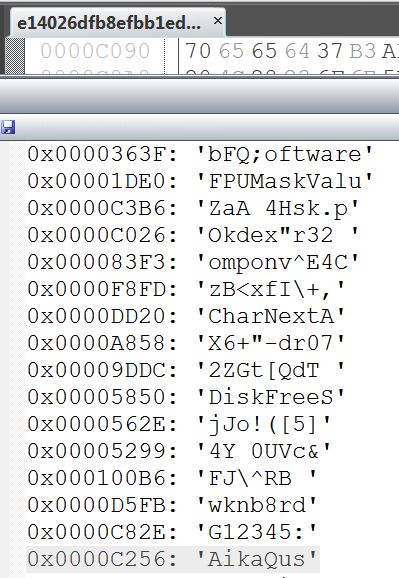 e14026dfb8efbb1ed... ×
0000C090 70 65 65 64 37 B3 A
0x0000363F: 'bFQ;oftware'
0x00001DE0: 'FPUMaskValu'
0x0000C3B6: 'ZaA 4Hsk.p'
0x0000C026: 'Okdex"r32 '
0x000083F3: 'omponv^E4C'
0x0000F8FD: 'zB<xfI\+,'
0x0000DD20: 'CharNextA'
0x0000A858: 'X6+"-dr07'
0x00009DDC: '2ZGt[QdT '
0x00005850: 'DiskFreeS'
0x0000562E: 'jJo!([5]'
0x00005299: '4Y 0UVc&'
0x000100B6: 'FJ\^RB '
0x0000D5FB: 'wknb8rd'
0x0000C82E: 'G12345:'
0x0000C256: 'AikaQus'